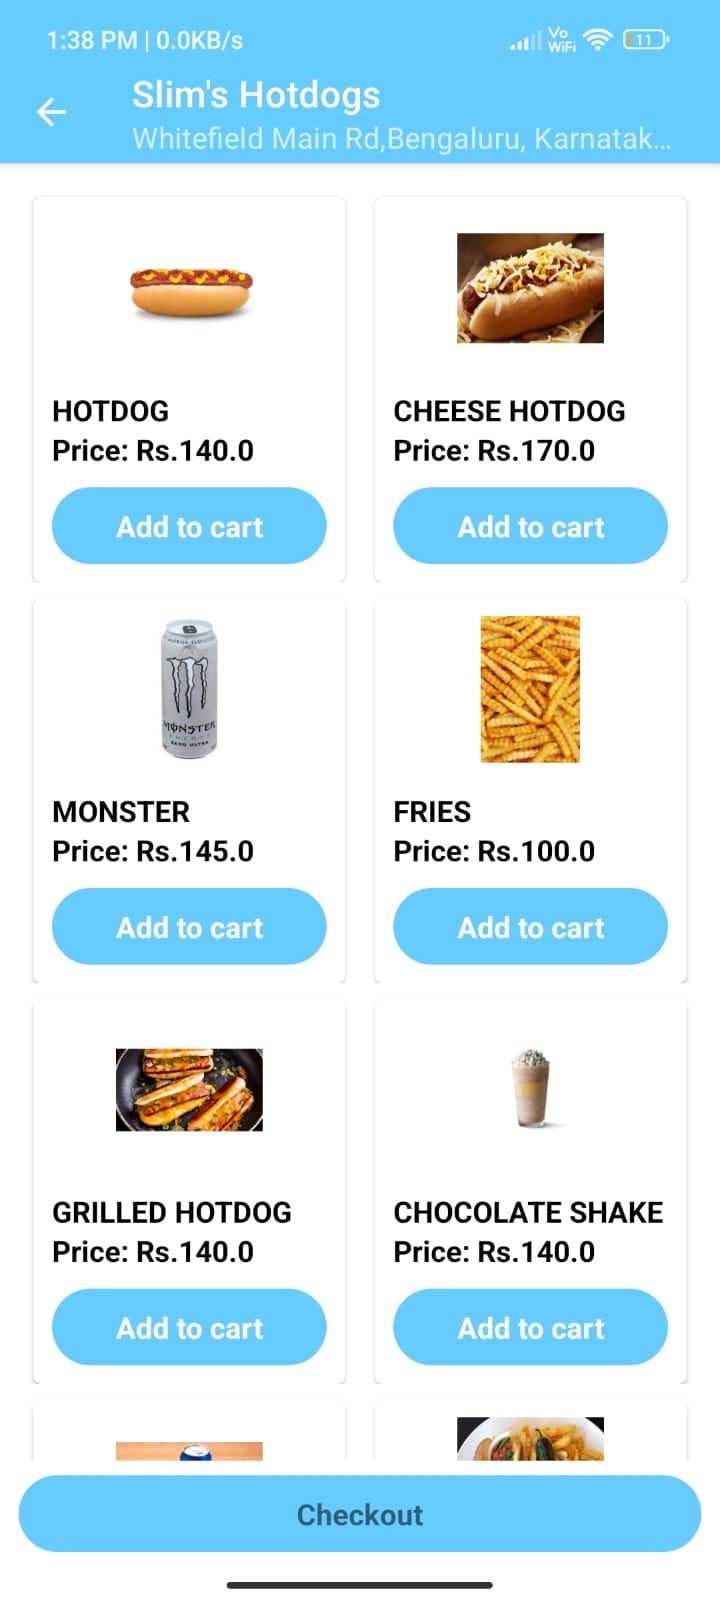 1:38 PM | 0.0KB/s
Vo
WiFi
11
Slim's Hotdogs
Whitefield Main Rd,Bengaluru, Karnatak...
HOTDOG
Price: Rs.140.0
Add to cart
CHEESE HOTDOG
Price: Rs.170.0
Add to cart
MONSTER
ENERGY
ZERO ULTRA
MONSTER
Price: Rs.145.0
Add to cart
FRIES
Price: Rs.100.0
Add to cart
GRILLED HOTDOG
Price: Rs.140.0
Add to cart
CHOCOLATE SHAKE
Price: Rs.140.0
Add to cart
Checkout